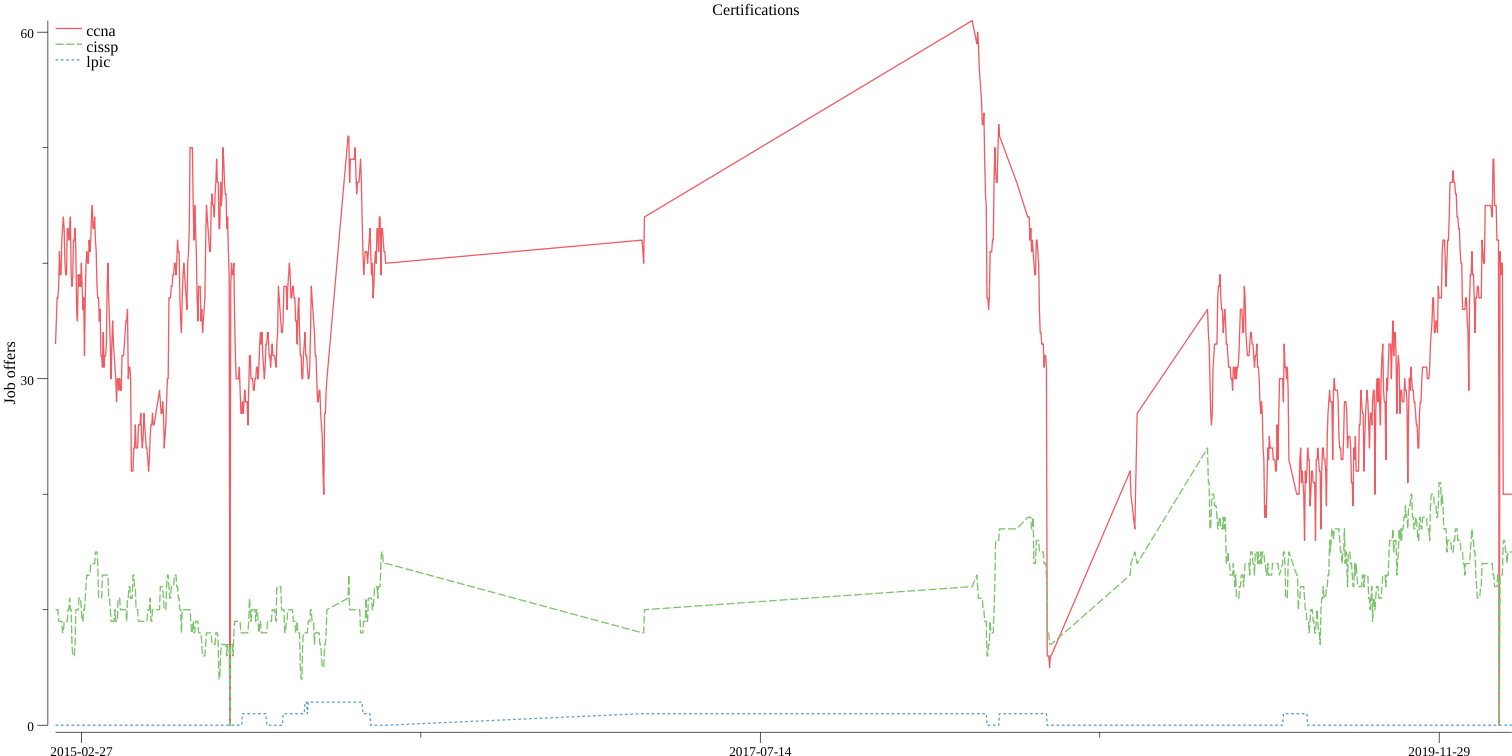 Certifications
60
ccna
cissp
lpic
Job offers
30
0
2015-02-27
2017-07-14
2019-11-29